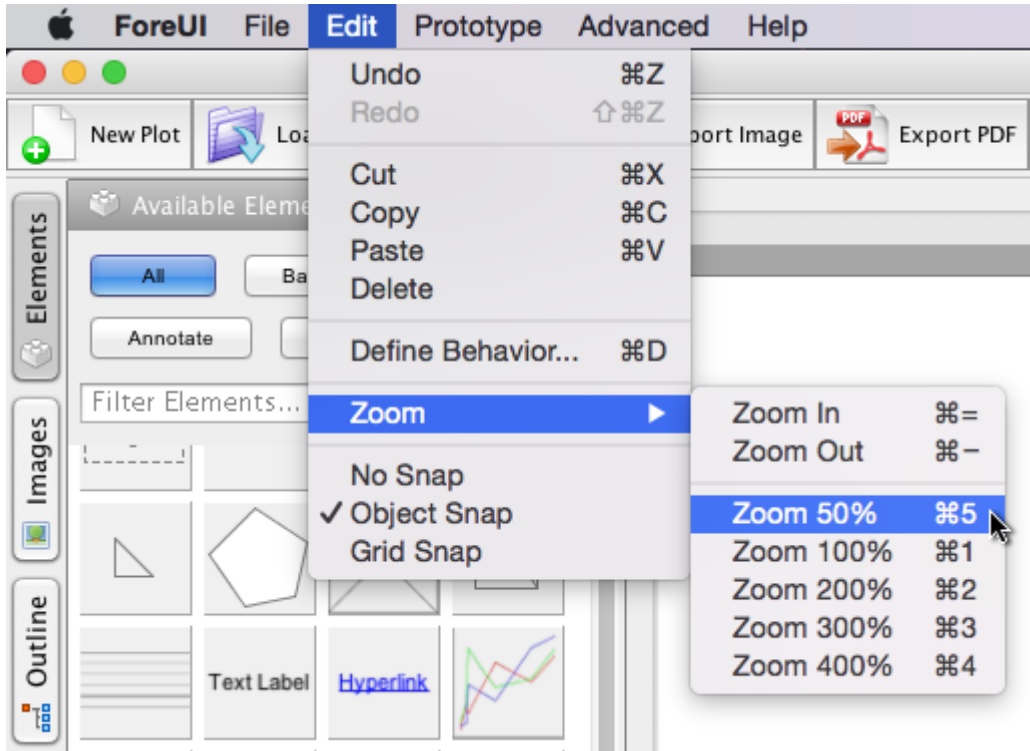 ForeUI File Edit Prototype Advanced Help
Undo ⌘Z
Redo ⇧⌘Z
Cut ⌘X
Copy ⌘C
Paste ⌘V
Delete
Define Behavior... ⌘D
Zoom ▶
No Snap
✓ Object Snap
Grid Snap
Zoom In ⌘=
Zoom Out ⌘−
Zoom 50% ⌘5
Zoom 100% ⌘1
Zoom 200% ⌘2
Zoom 300% ⌘3
Zoom 400% ⌘4
New Plot
Image
PDF
Export PDF
Available
Elements
Images
Outline
All
Annotate
Filter Elements...
Text Label
Hyperlink